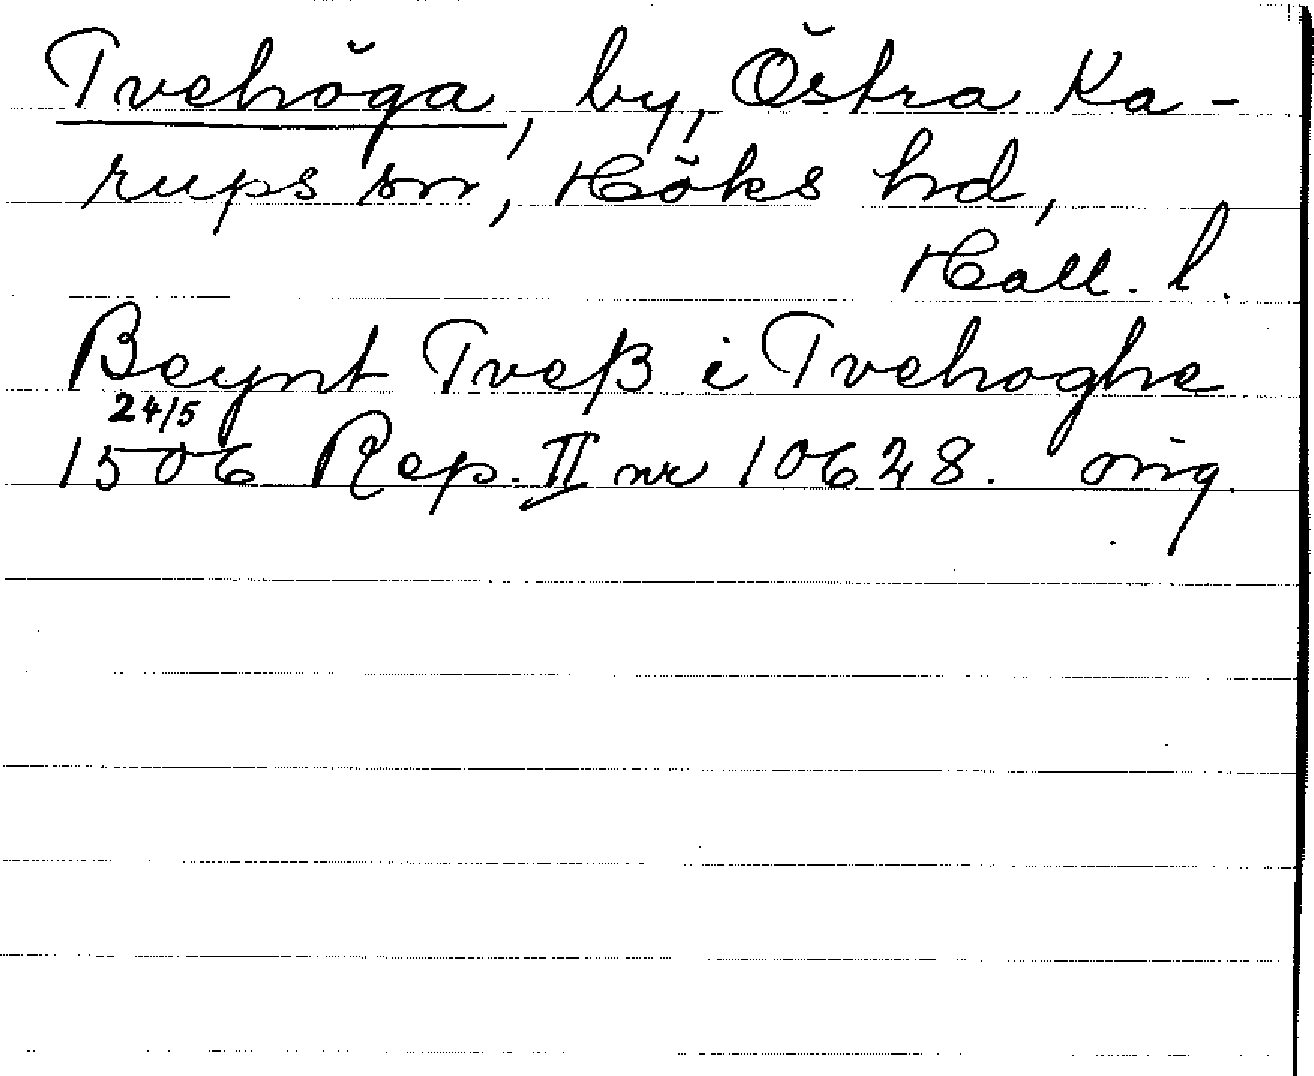 Tvehöga, by, Östra Ka-
rups sn, Höks hd,
Hall. l.
Beynt Tveß i Tvehoghe
24/5
1506 Rep. II nr 10628. orig.